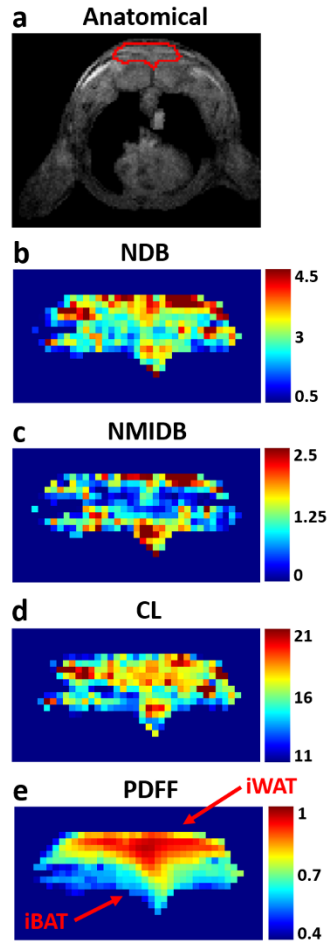 a
Anatomical
b
NDB
4.5
3
0.5
c
NMIDB
2.5
1.25
0
d
CL
21
16
11
e
PDFF
iWAT
1
0.7
0.4
iBAT